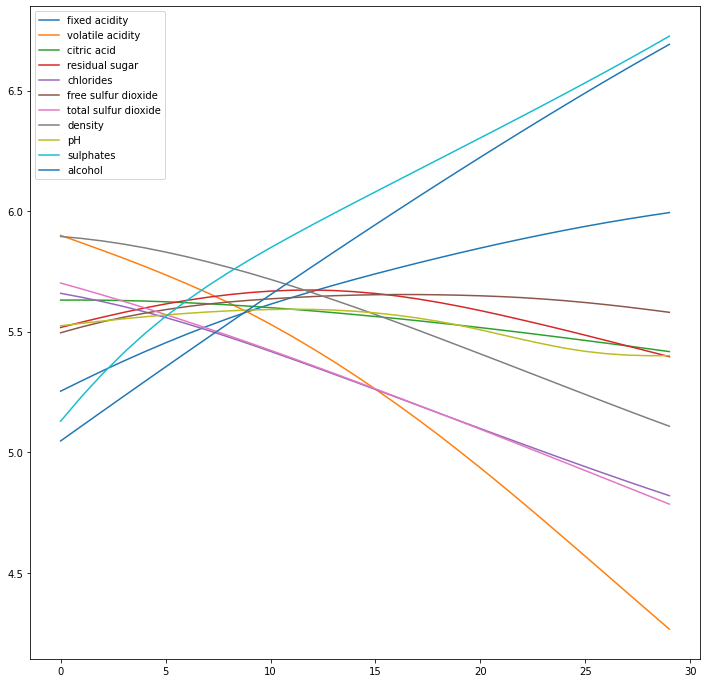 fixed acidity
volatile acidity
citric acid
residual sugar
chlorides
free sulfur dioxide
total sulfur dioxide
density
pH
sulphates
alcohol
6.5
6.0
5.5
5.0
4.5
0 5 10 15 20 25 30